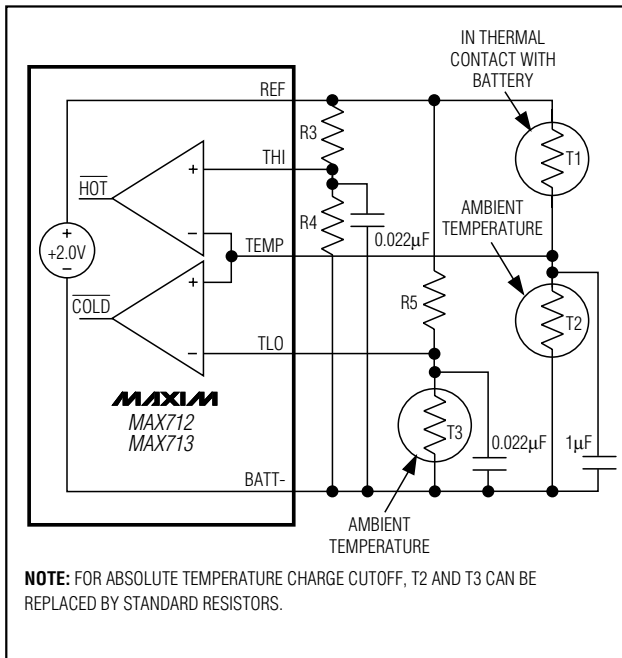 IN THERMAL
CONTACT WITH
BATTERY
REF
R3
T1
THI
HOT
R4
0.022µF
AMBIENT
TEMPERATURE
+2.0V
TEMP
COLD
R5
T2
TLO
MAXIM
MAX712
MAX713
T3
0.022µF
1µF
BATT-
AMBIENT
TEMPERATURE
NOTE: FOR ABSOLUTE TEMPERATURE CHARGE CUTOFF, T2 AND T3 CAN BE
REPLACED BY STANDARD RESISTORS.